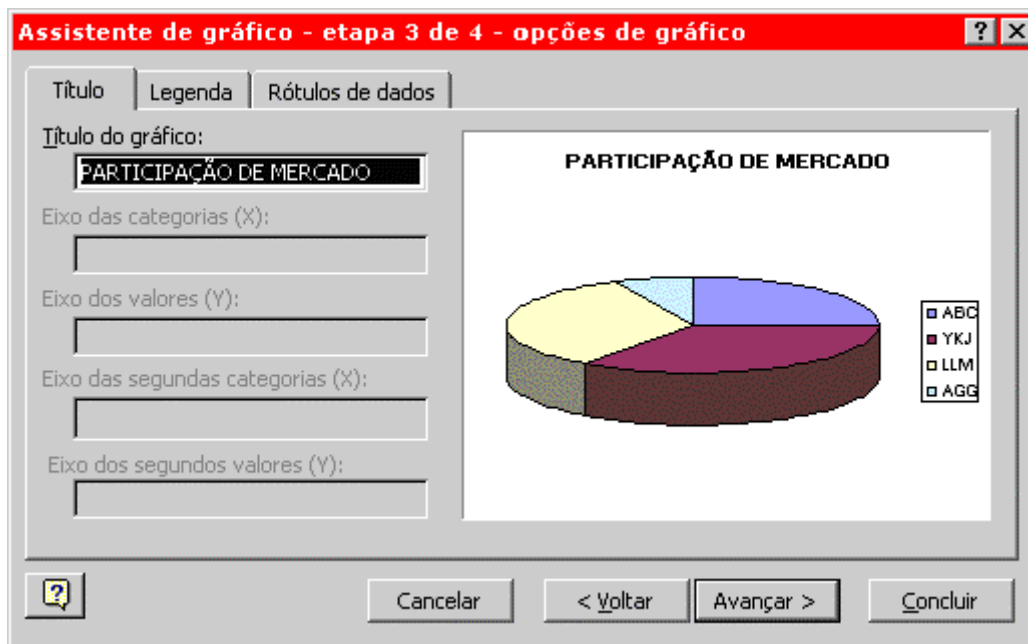 Assistente de gráfico - etapa 3 de 4 - opções de gráfico
Título
Legenda
Rótulos de dados
Título do gráfico:
PARTICIPAÇÃO DE MERCADO
Eixo das categorias (X):
Eixo dos valores (Y):
Eixo das segundas categorias (X):
Eixo dos segundos valores (Y):
PARTICIPAÇÃO DE MERCADO
ABC
YKJ
LLM
AGG
?
Cancelar
< Voltar
Avançar >
Concluir